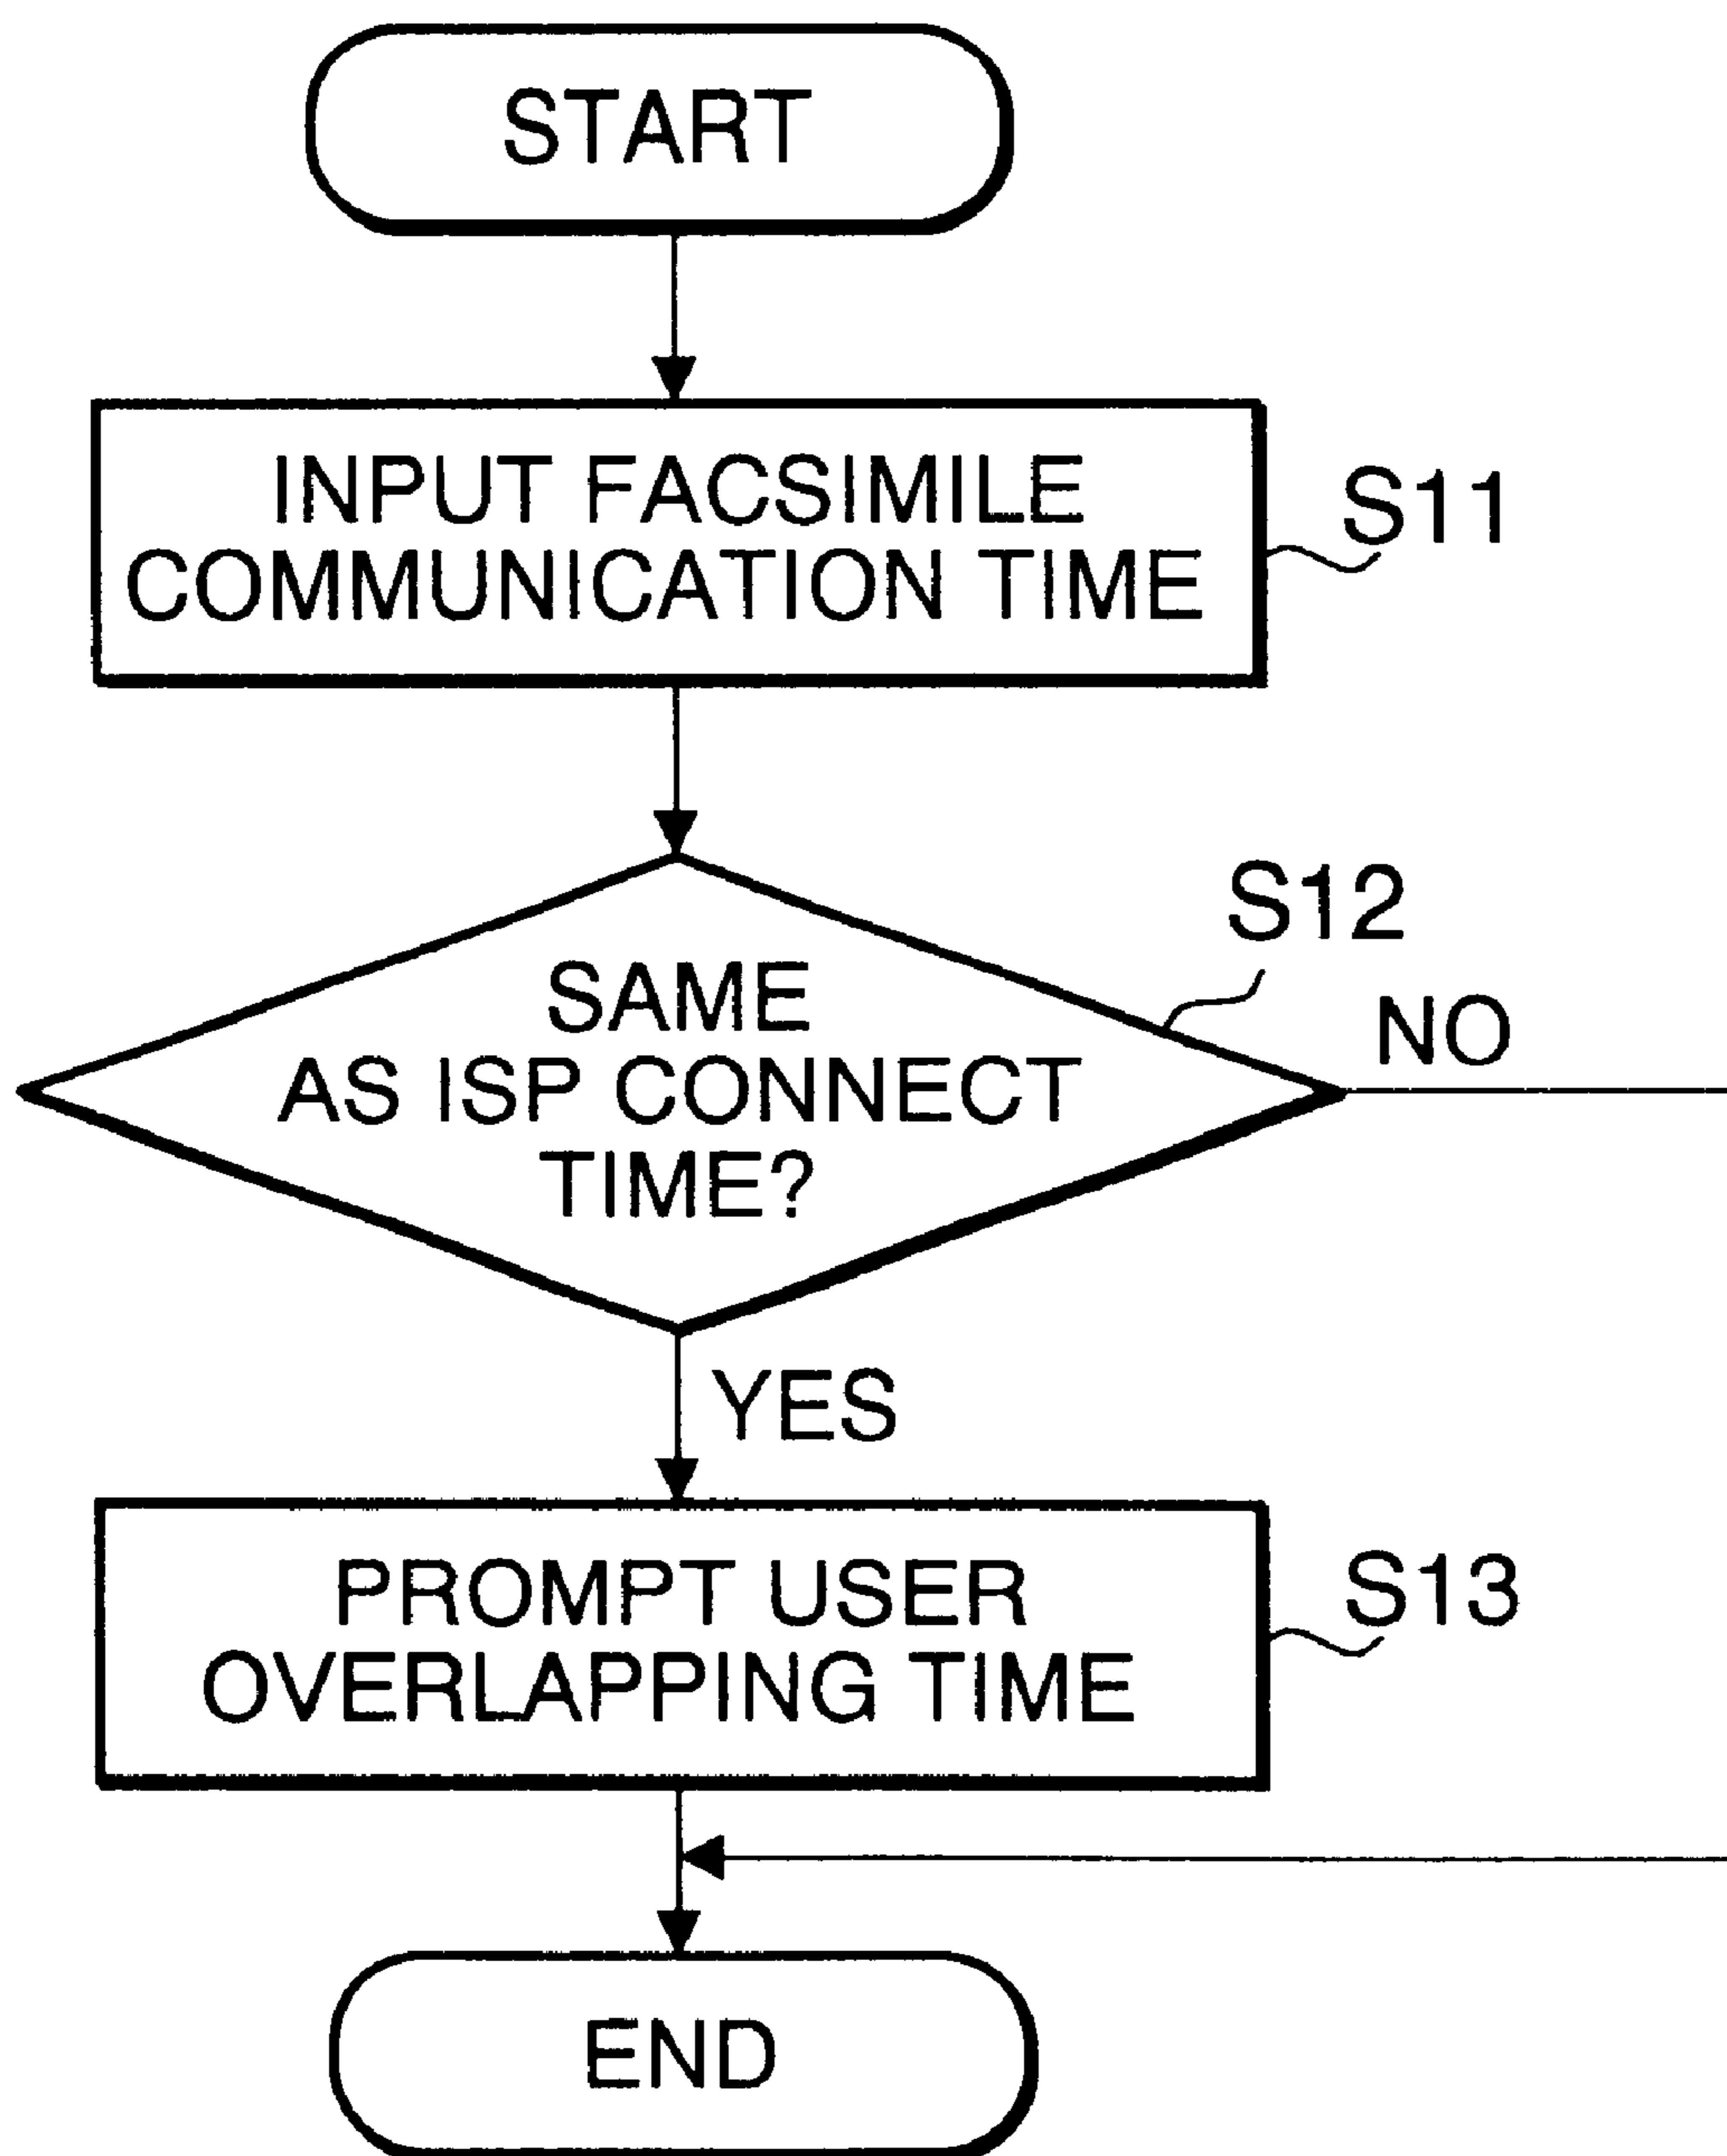 START
INPUT FACSIMILE
COMMUNICATION TIME
S11
S12
SAME
AS ISP CONNECT
TIME?
NO
YES
PROMPT USER
OVERLAPPING TIME
S13
END